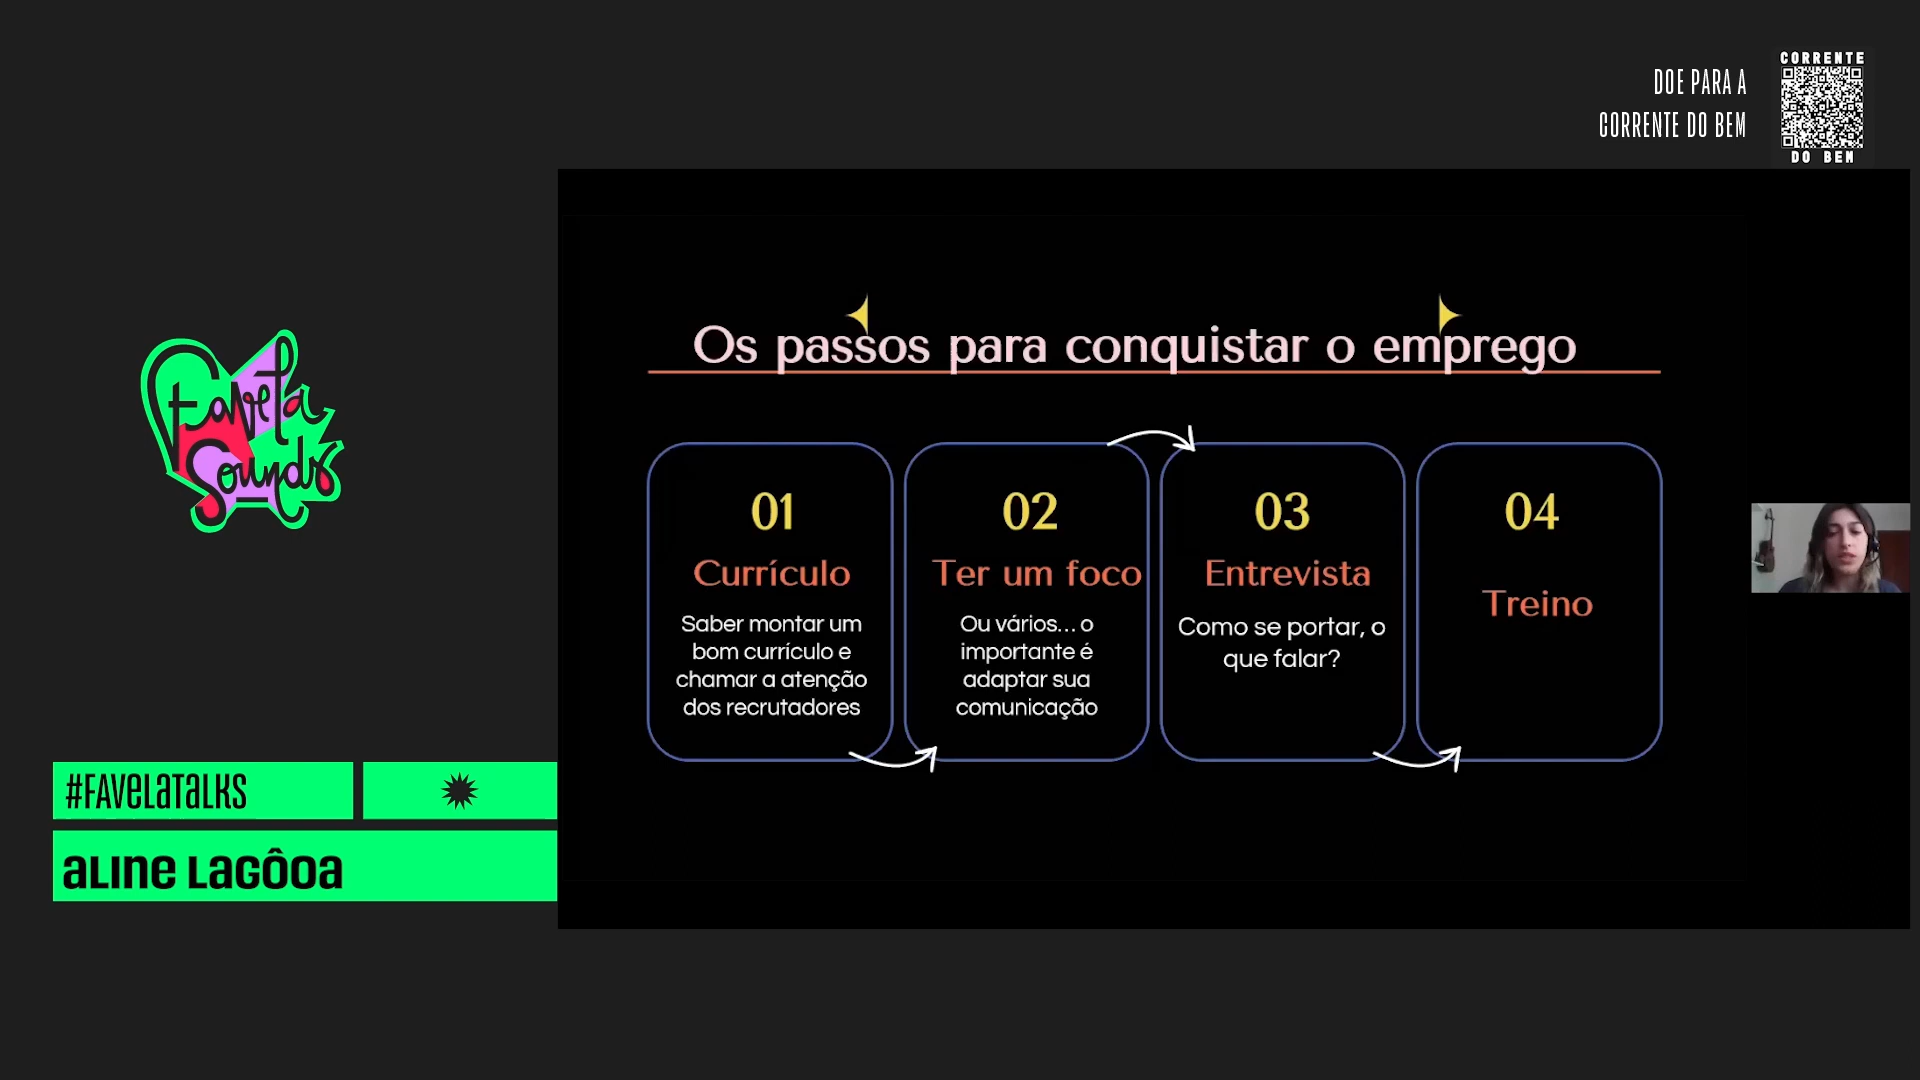 CORRENTE
DOE PARA A
CORRENTE DO BEM
DO BEM
Os passos para conquistar o emprego
01
Currículo
Saber montar um
bom currículo e
chamar a atenção
dos recrutadores
02
Ter um foco
Ou vários... o
importante é
adaptar sua
comunicação
03
Entrevista
Como se portar, o
que falar?
04
Treino
Favela
Sounds
#FAVELATALKS
ALINE LAGÔOA